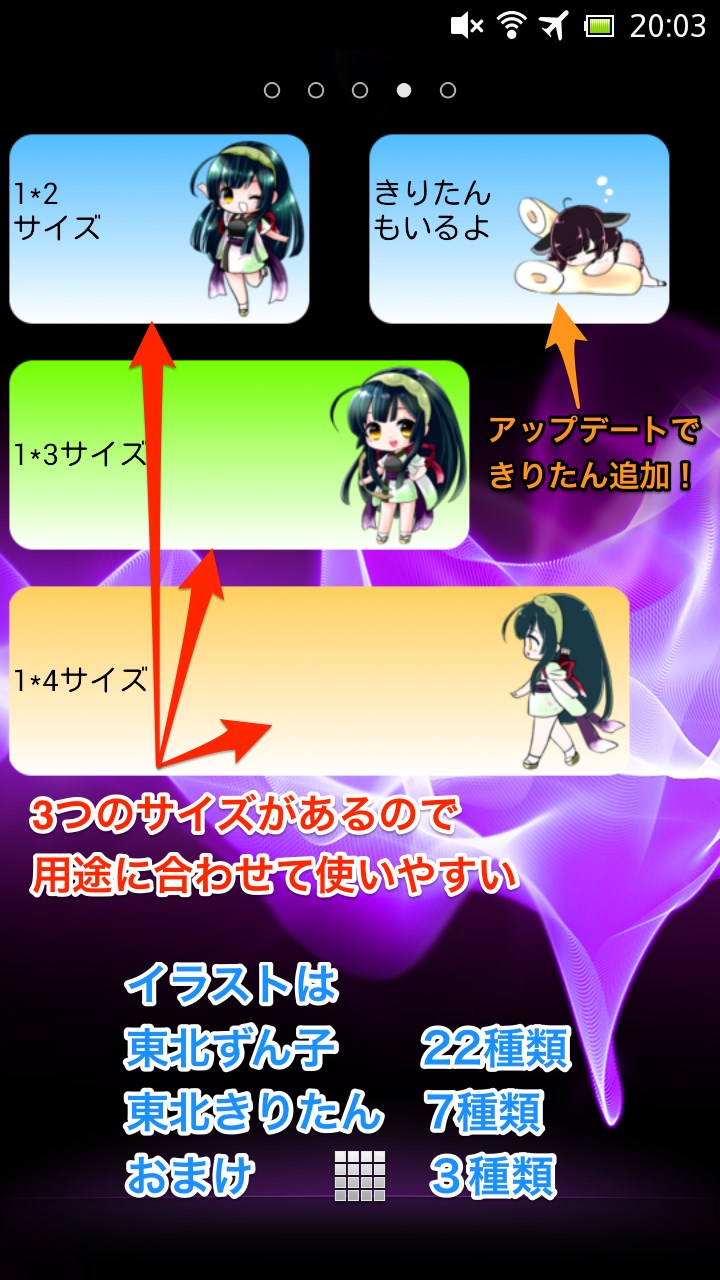 20:03
1*2
サイズ
きりたん
もいるよ
1*3サイズ
アップデートで
きりたん追加！
1*4サイズ
3つのサイズがあるので
用途に合わせて使いやすい
イラストは
東北ずん子 22種類
東北きりたん 7種類
おまけ 3種類